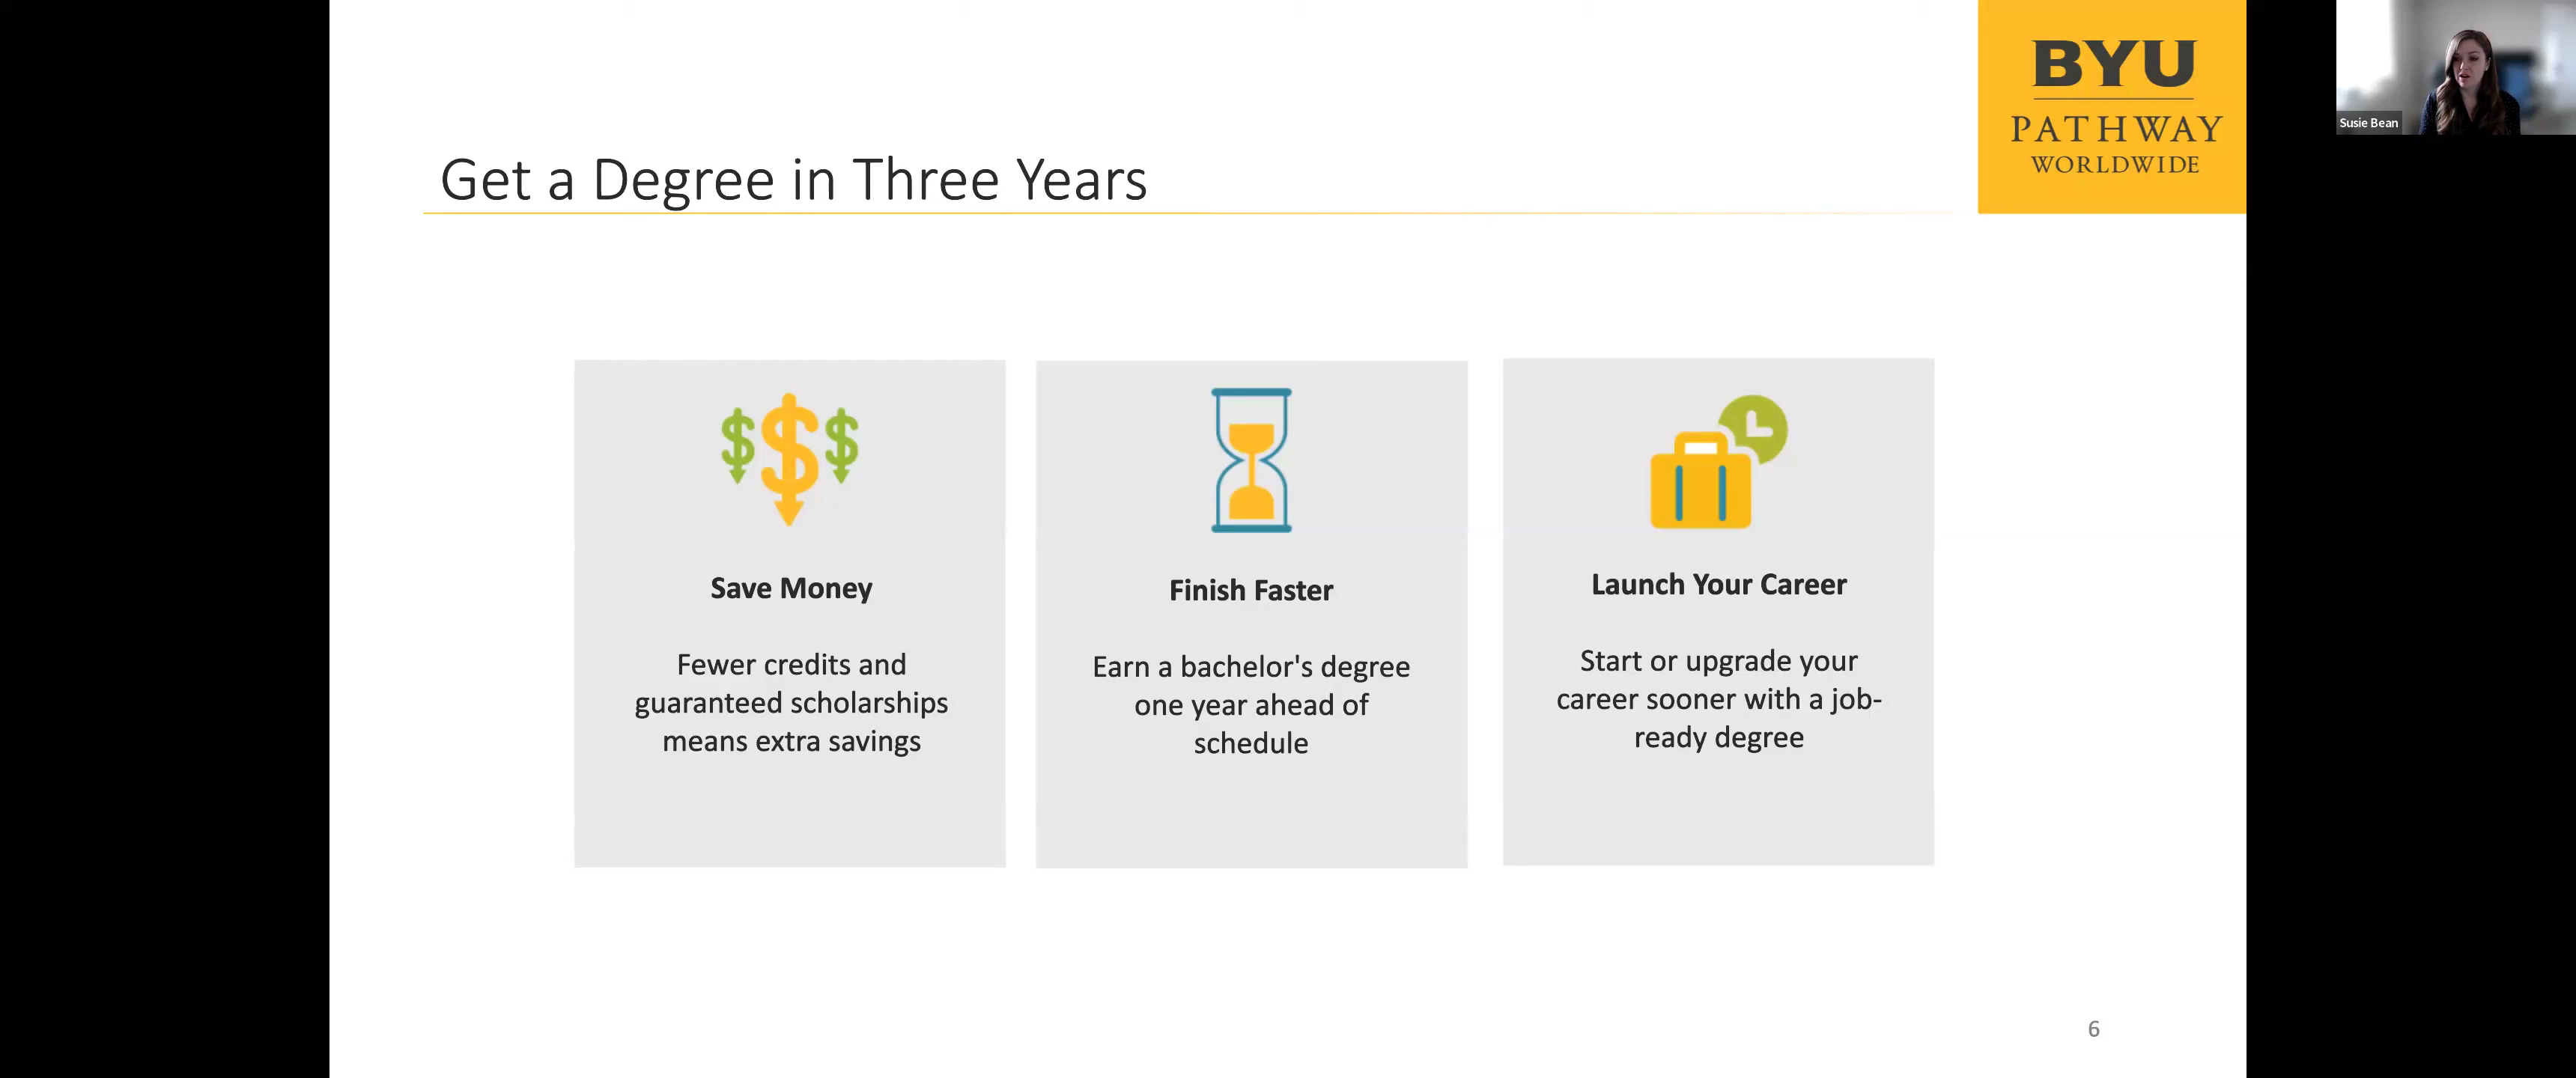 BYU
PATHWAY
WORLDWIDE
Susie Bean
Get a Degree in Three Years
Save Money
Fewer credits and
guaranteed scholarships
means extra savings
Finish Faster
Earn a bachelor's degree
one year ahead of
schedule
Launch Your Career
Start or upgrade your
career sooner with a job-
ready degree
6